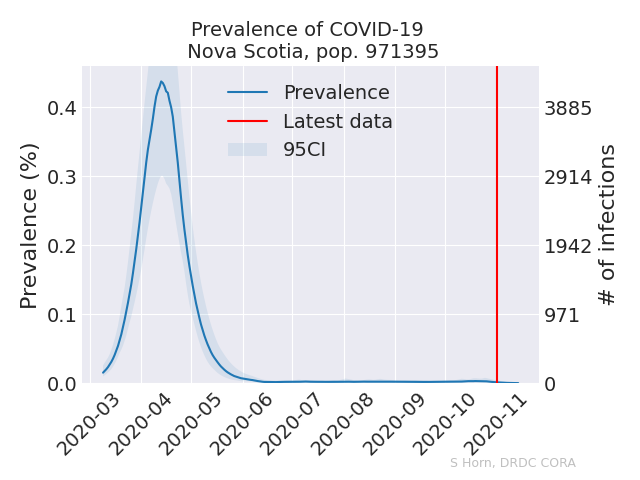 Prevalence of COVID-19
Nova Scotia, pop. 971395
Prevalence
Latest data
95CI
Prevalence (%)
0.4
0.3
0.2
0.1
0.0
3885
2914
1942
971
0
# of infections
2020-03
2020-04
2020-05
2020-06
2020-07
2020-08
2020-09
2020-10
2020-11
S Horn, DRDC CORA